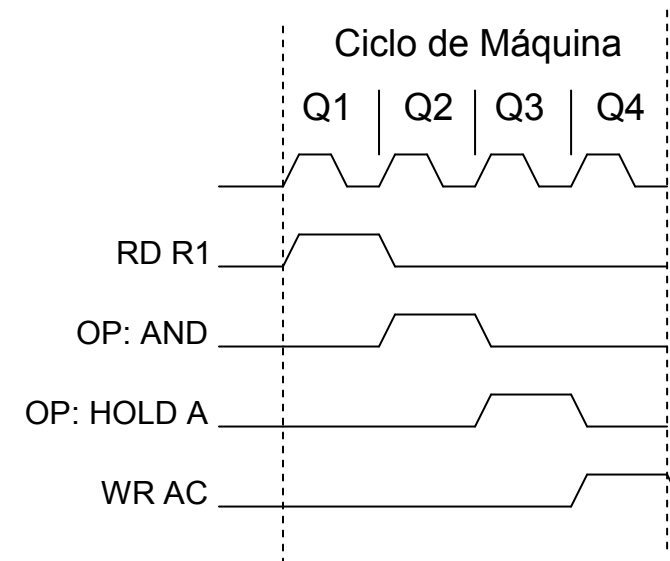 Ciclo de Máquina
Q1 Q2 Q3 Q4
RD R1
OP: AND
OP: HOLD A
WR AC